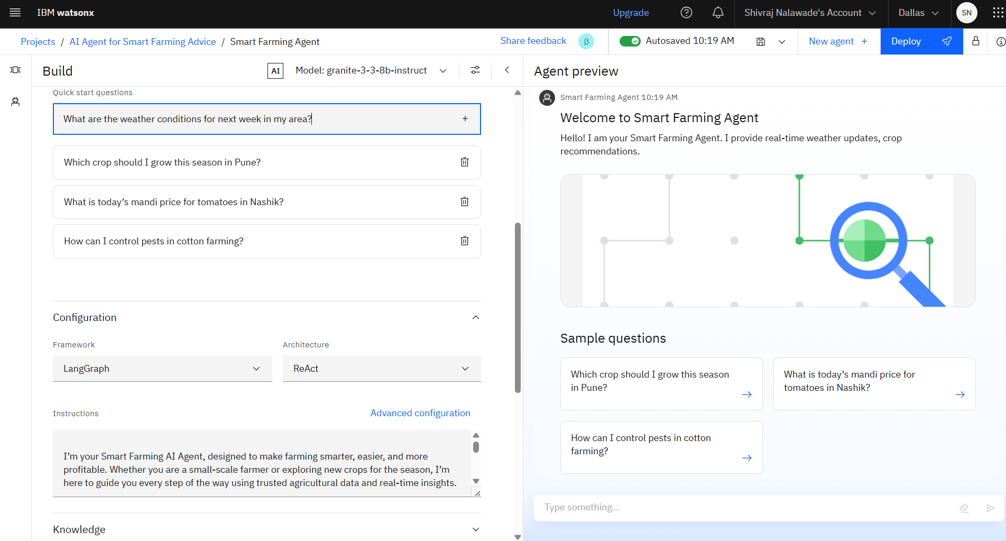 IBM watsonx
Upgrade
Shivraj Nalawade's Account
Dallas
SN
Projects / AI Agent for Smart Farming Advice / Smart Farming Agent
Share feedback
β
Autosaved 10:19 AM
New agent +
Deploy
Build
AI
Model: granite-3-3-8b-instruct
Quick start questions
What are the weather conditions for next week in my area?
Which crop should I grow this season in Pune?
What is today's mandi price for tomatoes in Nashik?
How can I control pests in cotton farming?
Configuration
Framework
Architecture
LangGraph
ReAct
Instructions
Advanced configuration
I'm your Smart Farming AI Agent, designed to make farming smarter, easier, and more
profitable. Whether you are a small-scale farmer or exploring new crops for the season, I'm
here to guide you every step of the way using trusted agricultural data and real-time insights.
Knowledge
Agent preview
Smart Farming Agent 10:19 AM
Welcome to Smart Farming Agent
Hello! I am your Smart Farming Agent. I provide real-time weather updates, crop
recommendations.
Sample questions
Which crop should I grow this season
in Pune?
What is today's mandi price for
tomatoes in Nashik?
How can I control pests in cotton
farming?
Type something...